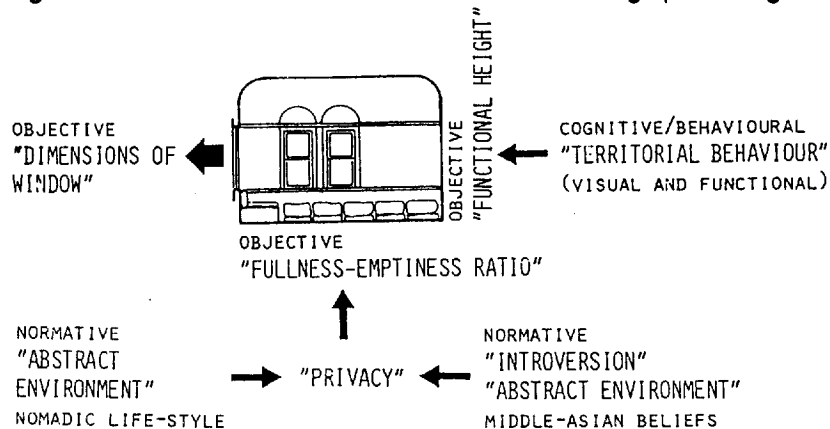 OBJECTIVE
"DIMENSIONS OF
WINDOW"
OBJECTIVE
"FUNCTIONAL HEIGHT"
COGNITIVE/BEHAVIOURAL
"TERRITORIAL BEHAVIOUR"
(VISUAL AND FUNCTIONAL)
OBJECTIVE
"FULLNESS-EMPTINESS RATIO"
NORMATIVE
"ABSTRACT
ENVIRONMENT"
NOMADIC LIFE-STYLE
"PRIVACY"
NORMATIVE
"INTROVERSION"
"ABSTRACT ENVIRONMENT"
MIDDLE-ASIAN BELIEFS